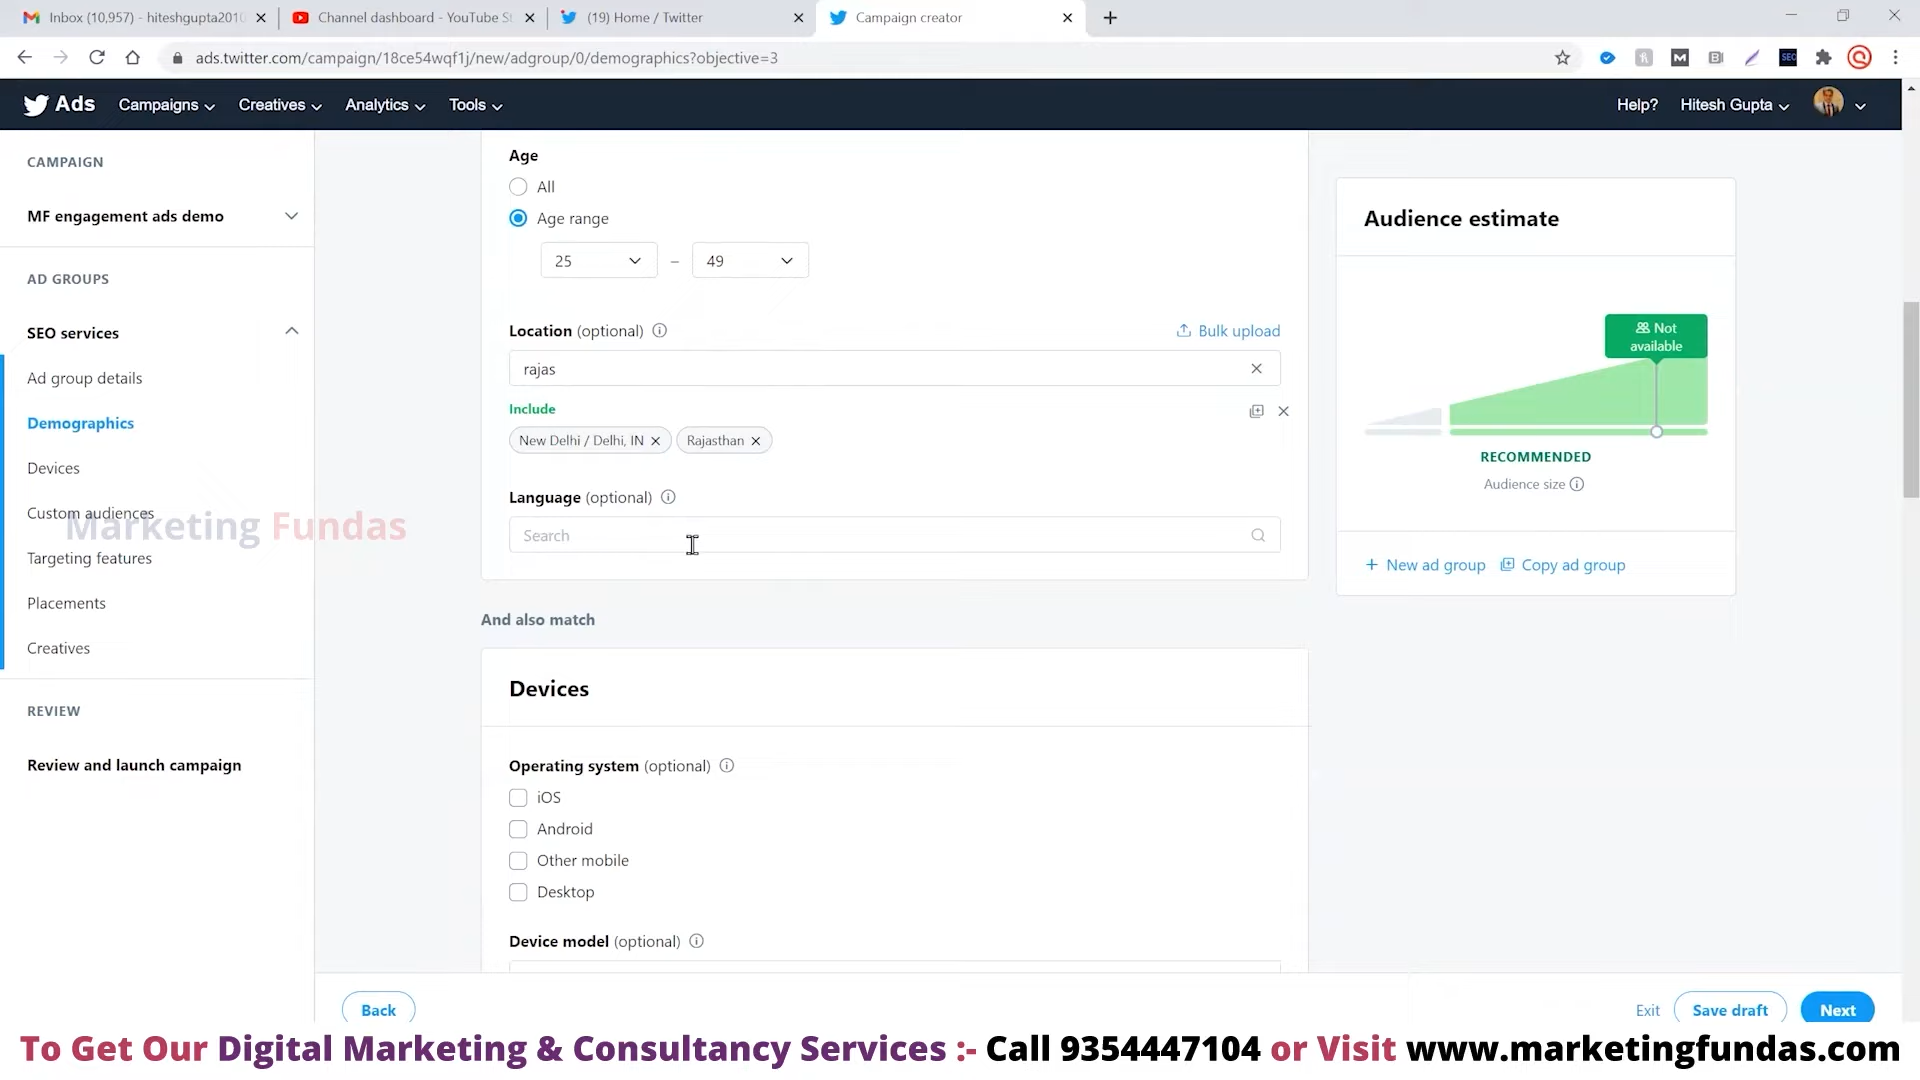 Inbox (10,957) - hiteshgupta2010
Channel dashboard - YouTube St
(19) Home / Twitter
Campaign creator
ads.twitter.com/campaign/18ce54wqf1j/new/adgroup/0/demographics?objective=3
Ads
Campaigns
Creatives
Analytics
Tools
Help?
Hitesh Gupta
CAMPAIGN
MF engagement ads demo
AD GROUPS
SEO services
Ad group details
Demographics
Devices
Custom audiences
Targeting features
Placements
Creatives
REVIEW
Review and launch campaign
Marketing Fundas
Age
All
Age range
25 – 49
Location (optional)
Bulk upload
rajas
Include
New Delhi / Delhi, IN
Rajasthan
Language (optional)
Search
And also match
Devices
Operating system (optional)
iOS
Android
Other mobile
Desktop
Device model (optional)
Audience estimate
Not
available
RECOMMENDED
Audience size
New ad group
Copy ad group
Back
Exit
Save draft
Next
To Get Our Digital Marketing & Consultancy Services :- Call 9354447104 or Visit www.marketingfundas.com